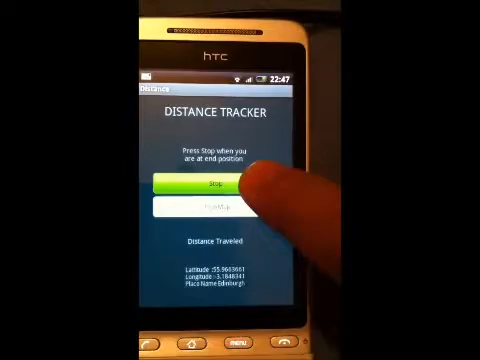 hTC
22:47
Distance
DISTANCE TRACKER
Press Stop when you
are at end position
Stop
Distance Traveled
Lattitude :55.9663661
Longitude:-3.1848341
Place Name:Edinburgh
MENU